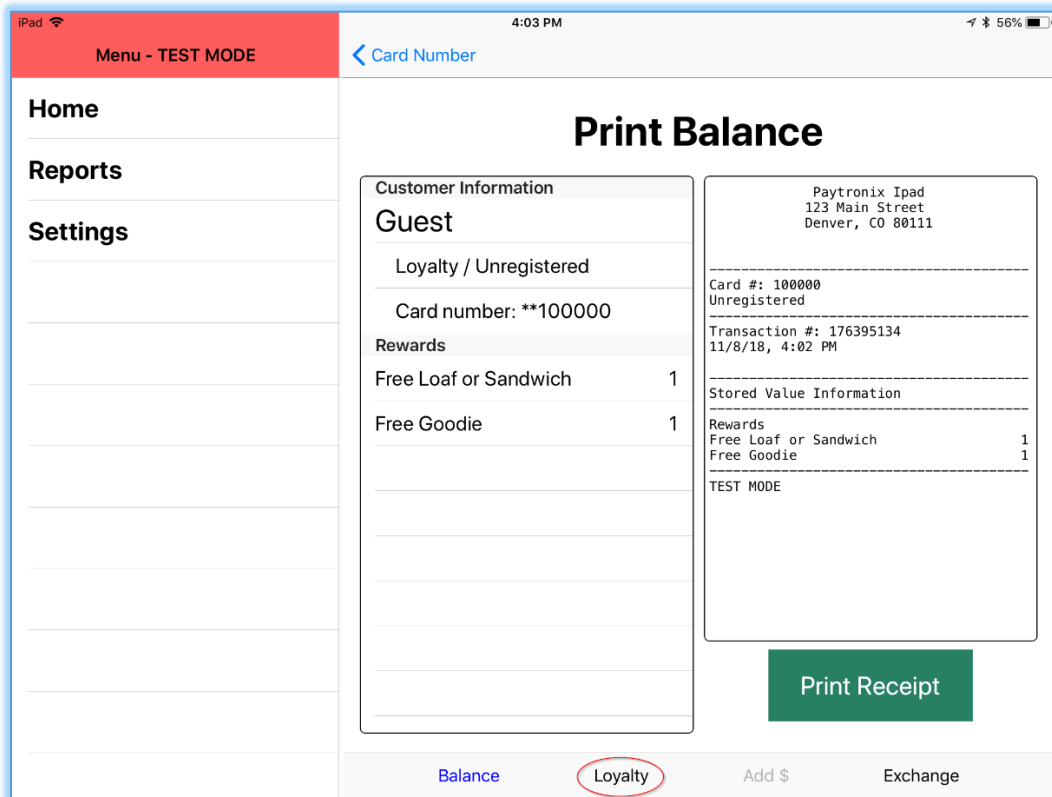 iPad
4:03 PM
56%
Menu - TEST MODE
Card Number
Home
Reports
Settings
Print Balance
Customer Information
Guest
Loyalty / Unregistered
Card number: **100000
Rewards
Free Loaf or Sandwich 1
Free Goodie 1
Paytronix Ipad
123 Main Street
Denver, CO 80111
Card #: 100000
Unregistered
Transaction #: 176395134
11/8/18, 4:02 PM
Stored Value Information
Rewards
Free Loaf or Sandwich 1
Free Goodie 1
TEST MODE
Print Receipt
Balance
Loyalty
Add $
Exchange